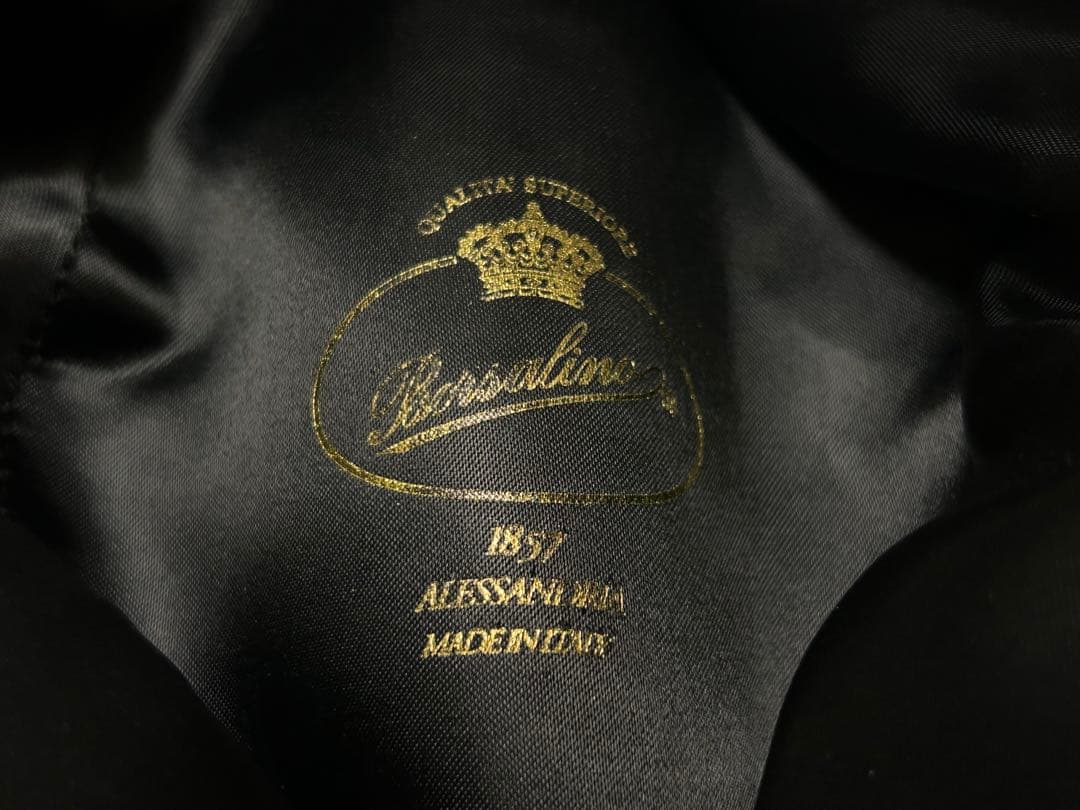 QUALITA' SUPERIORE
Borsalino
1857
ALESSANDRIA
MADE IN ITALY